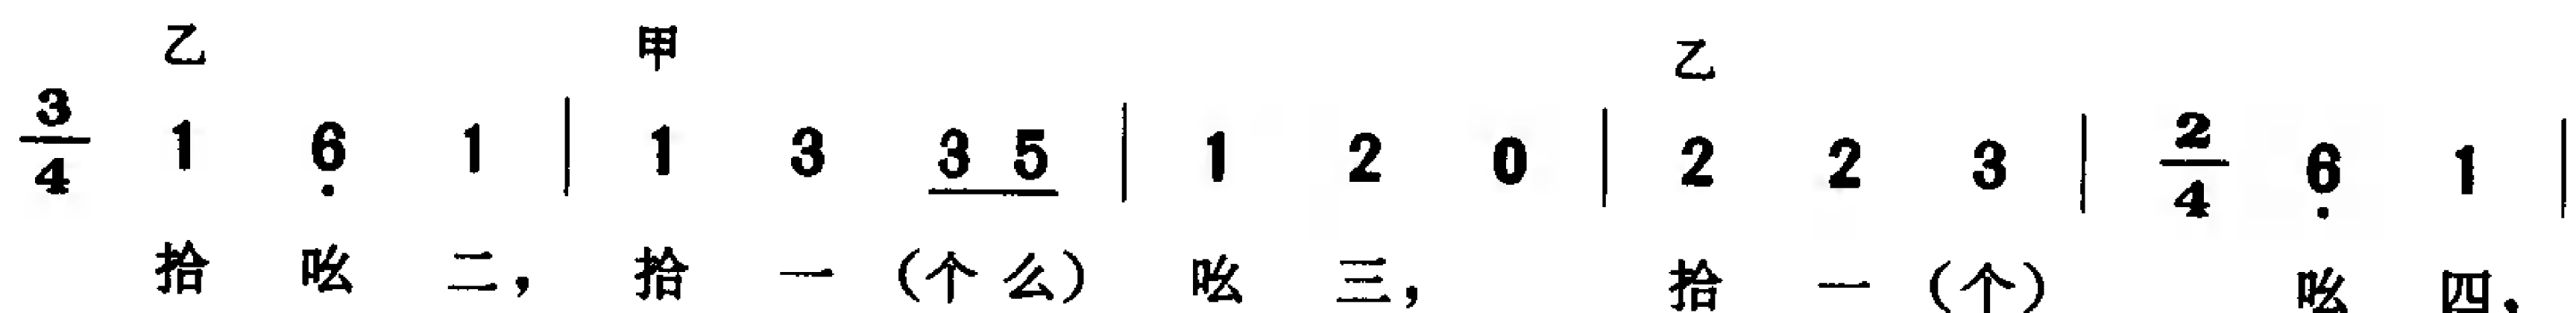 乙 甲 乙
3/4 1 6̣ 1 | 1 3 3 5 | 1 2 0 | 2 2 3 | 2/4 6̣ 1 |
拾 吆 二， 拾 一 （个 么） 吆 三， 拾 一 （个） 吆 四，